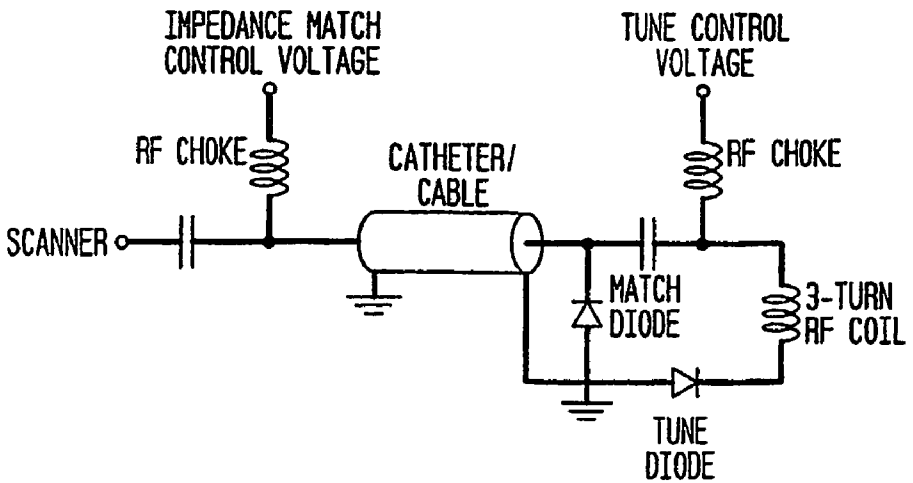 IMPEDANCE MATCH
CONTROL VOLTAGE
TUNE CONTROL
VOLTAGE
RF CHOKE
CATHETER/
CABLE
RF CHOKE
SCANNER
MATCH
DIODE
3-TURN
RF COIL
TUNE
DIODE